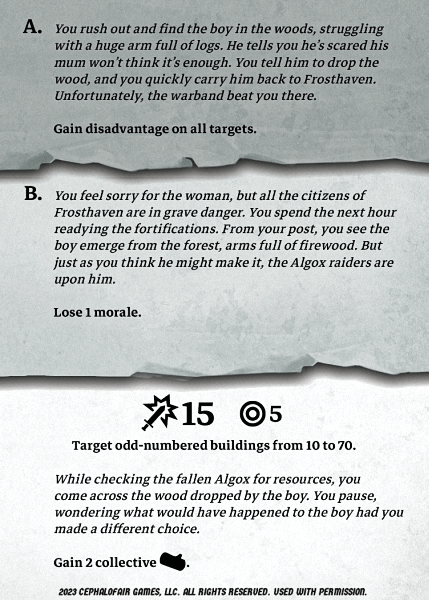 A. You rush out and find the boy in the woods, struggling
with a huge arm full of logs. He tells you he's scared his
mum won't think it's enough. You tell him to drop the
wood, and you quickly carry him back to Frosthaven.
Unfortunately, the warband beat you there.
Gain disadvantage on all targets.
B. You feel sorry for the woman, but all the citizens of
Frosthaven are in grave danger. You spend the next hour
readying the fortifications. From your post, you see the
boy emerge from the forest, arms full of firewood. But
just as you think he might make it, the Algox raiders are
upon him.
Lose 1 morale.
15 5
Target odd-numbered buildings from 10 to 70.
While checking the fallen Algox for resources, you
come across the wood dropped by the boy. You pause,
wondering what would have happened to the boy had you
made a different choice.
Gain 2 collective .
2023 CEPHALOFAIR GAMES, LLC. ALL RIGHTS RESERVED. USED WITH PERMISSION.